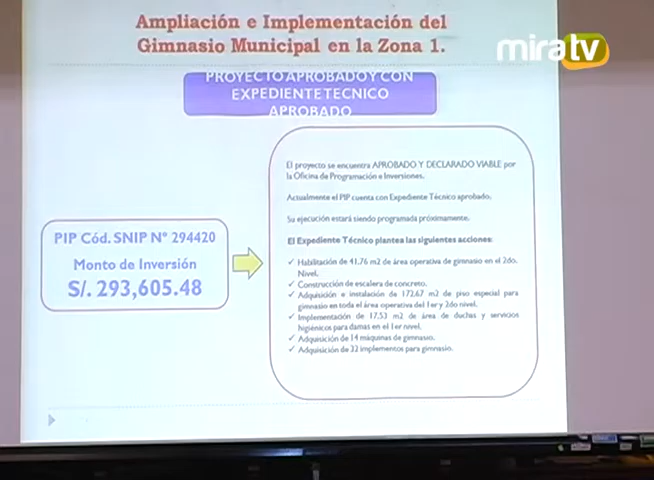 Ampliación e Implementación del
Gimnasio Municipal en la Zona 1.
miratv
PROYECTO APROBADO Y CON
EXPEDIENTE TECNICO
APROBADO
El proyecto se encuentra APROBADO Y DECLARADO VIABLE por
la Oficina de Programación e Inversiones.
Actualmente el PIP cuenta con Expediente Técnico aprobado.
Su ejecución estará siendo programada próximamente.
El Expediente Técnico plantea las siguientes acciones:
✓ Habilitación de 41.76 m2 de área operativa de gimnasio en el 2do.
Nivel.
✓ Construcción de escalera de concreto.
✓ Adquisición e instalación de 172.67 m2 de piso especial para
gimnasio en toda el área operativa del 1er y 2do nivel.
✓ Implementación de 17.53 m2 de área de duchas y servicios
higiénicos para damas en el 1er nivel.
✓ Adquisición de 14 máquinas de gimnasio.
✓ Adquisición de 22 implementos para gimnasio.
PIP Cód. SNIP Nº 294420
Monto de Inversión
S/. 293,605.48